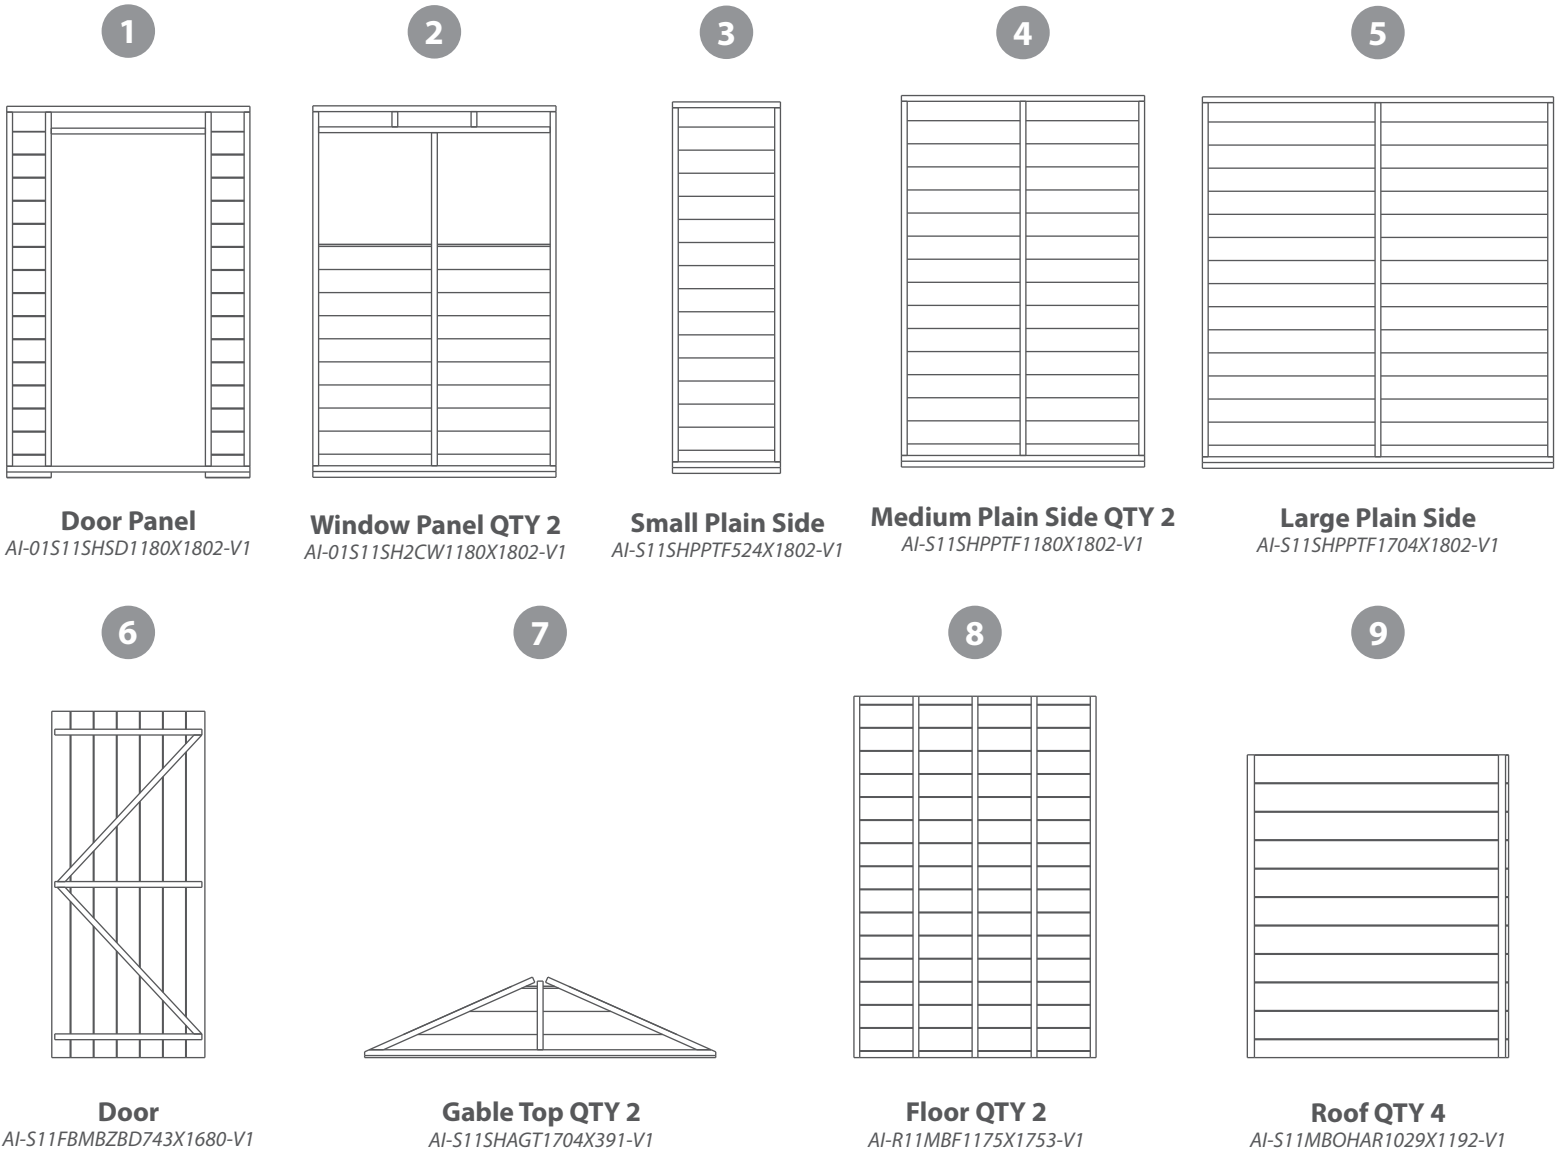 1
2
3
4
5
Door Panel
AI-01S11SHSD1180X1802-V1
Window Panel QTY 2
AI-01S11SH2CW1180X1802-V1
Small Plain Side
AI-S11SHPPTF524X1802-V1
Medium Plain Side QTY 2
AI-S11SHPPTF1180X1802-V1
Large Plain Side
AI-S11SHPPTF1704X1802-V1
6
7
8
9
Door
AI-S11FBMBZBD743X1680-V1
Gable Top QTY 2
AI-S11SHAGT1704X391-V1
Floor QTY 2
AI-R11MBF1175X1753-V1
Roof QTY 4
AI-S11MBOHAR1029X1192-V1